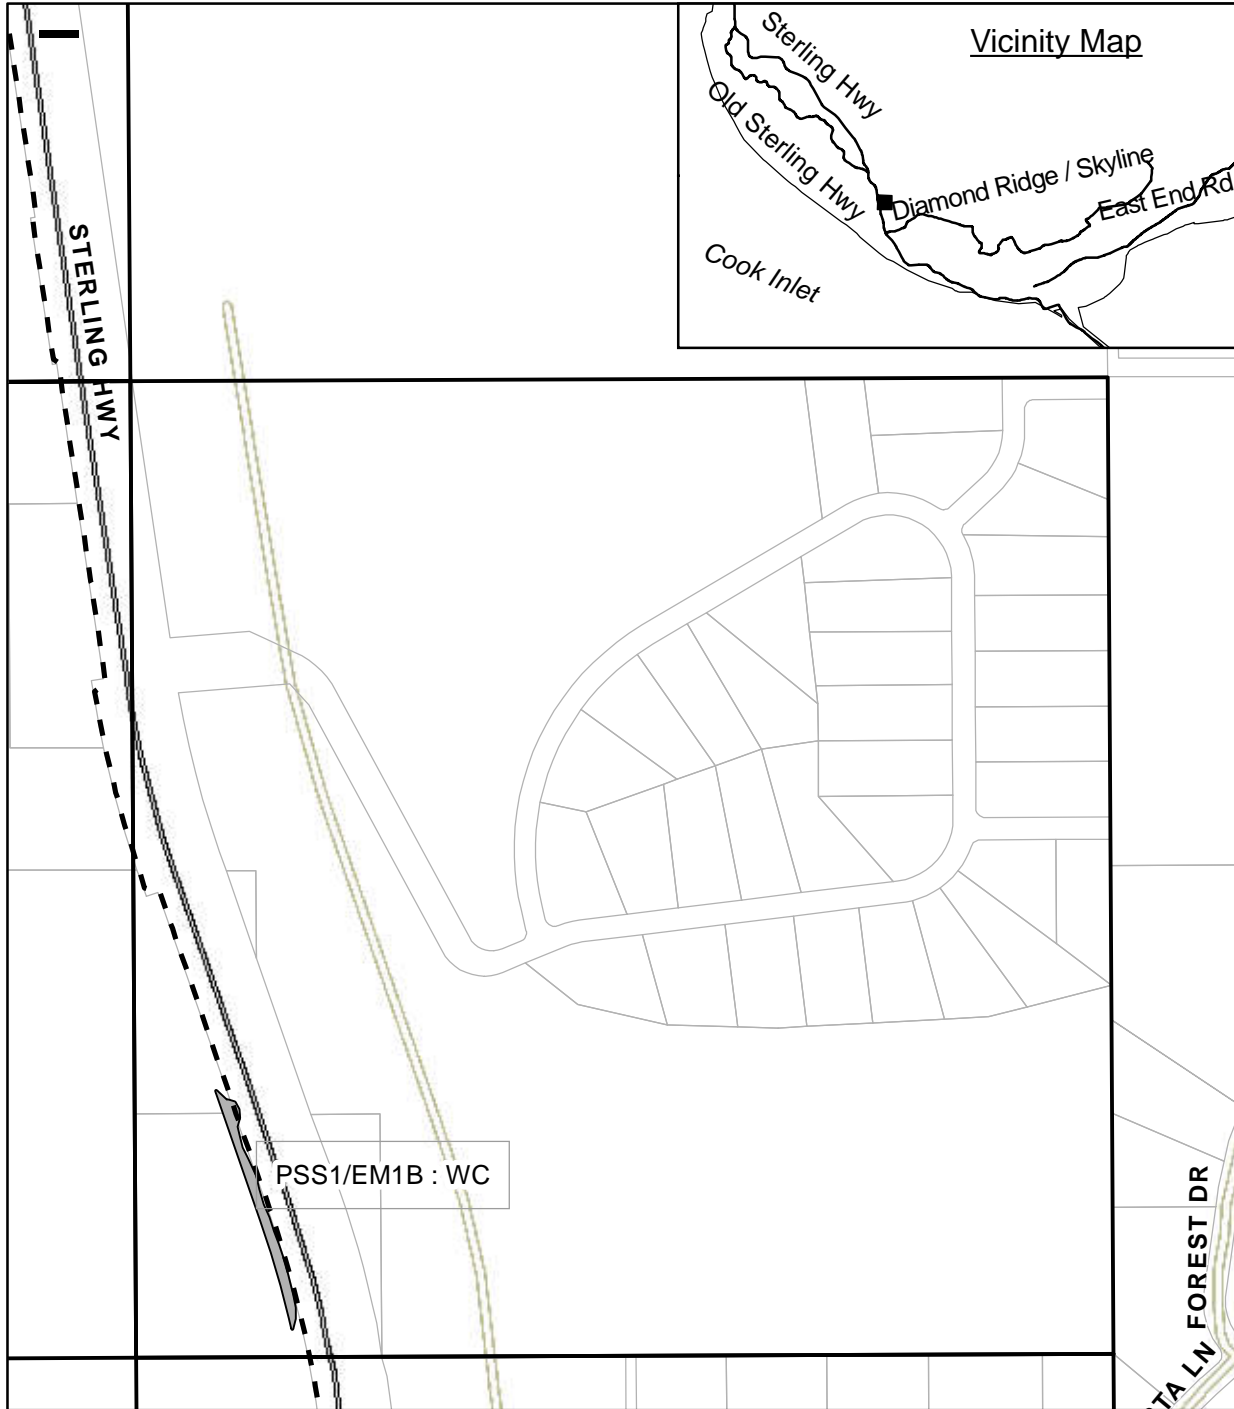 Vicinity Map
Sterling Hwy
Old Sterling Hwy
Diamond Ridge / Skyline
East End Rd
Cook Inlet
STERLING HWY
PSS1/EM1B : WC
FOREST DR
TA LN